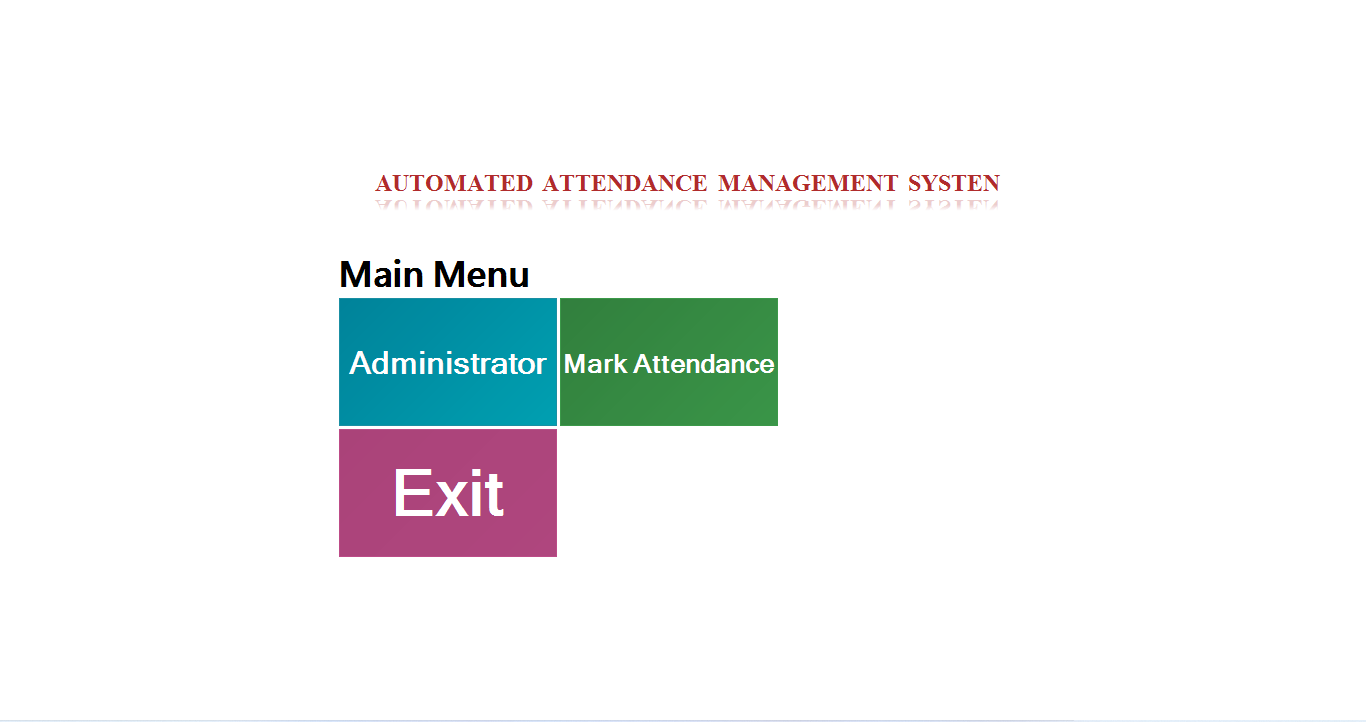 AUTOMATED ATTENDANCE MANAGEMENT SYSTEN
Main Menu
Administrator
Mark Attendance
Exit